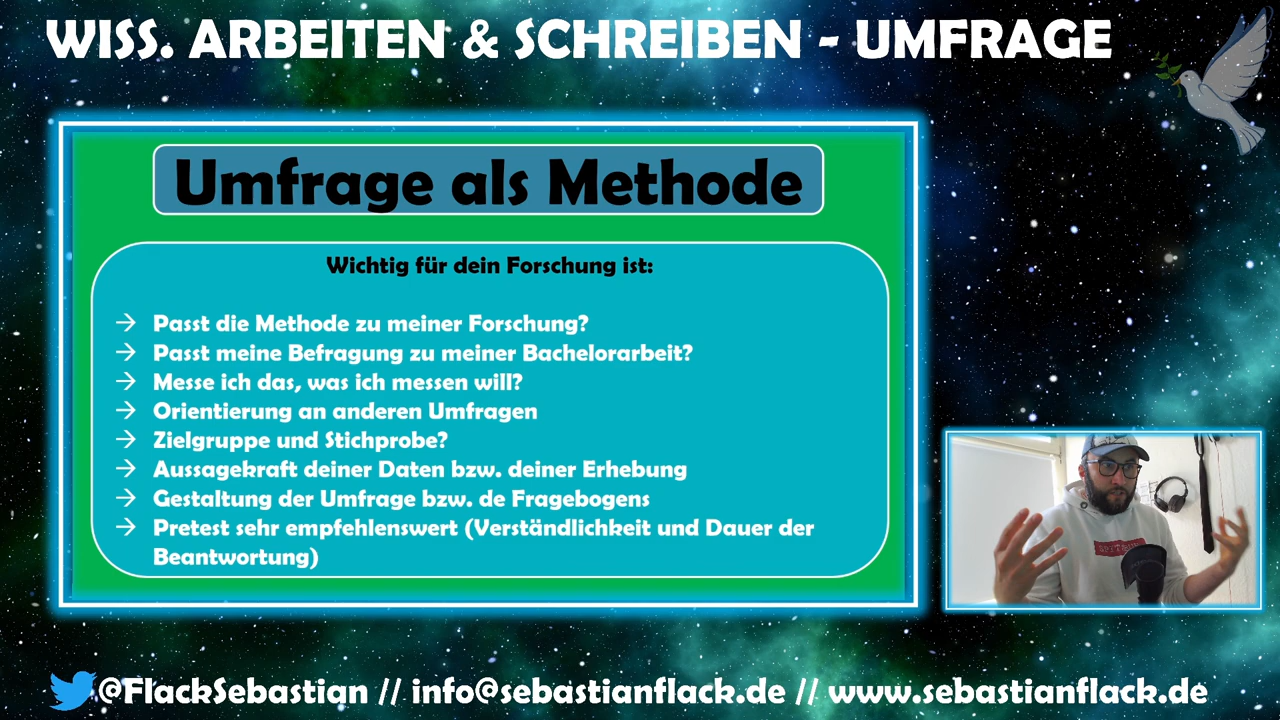 WISS. ARBEITEN & SCHREIBEN - UMFRAGE
Umfrage als Methode
Wichtig für dein Forschung ist:
→ Passt die Methode zu meiner Forschung?
→ Passt meine Befragung zu meiner Bachelorarbeit?
→ Messe ich das, was ich messen will?
→ Orientierung an anderen Umfragen
→ Zielgruppe und Stichprobe?
→ Aussagekraft deiner Daten bzw. deiner Erhebung
→ Gestaltung der Umfrage bzw. de Fragebogens
→ Pretest sehr empfehlenswert (Verständlichkeit und Dauer der
Beantwortung)
@FlackSebastian // info@sebastianflack.de // www.sebastianflack.de